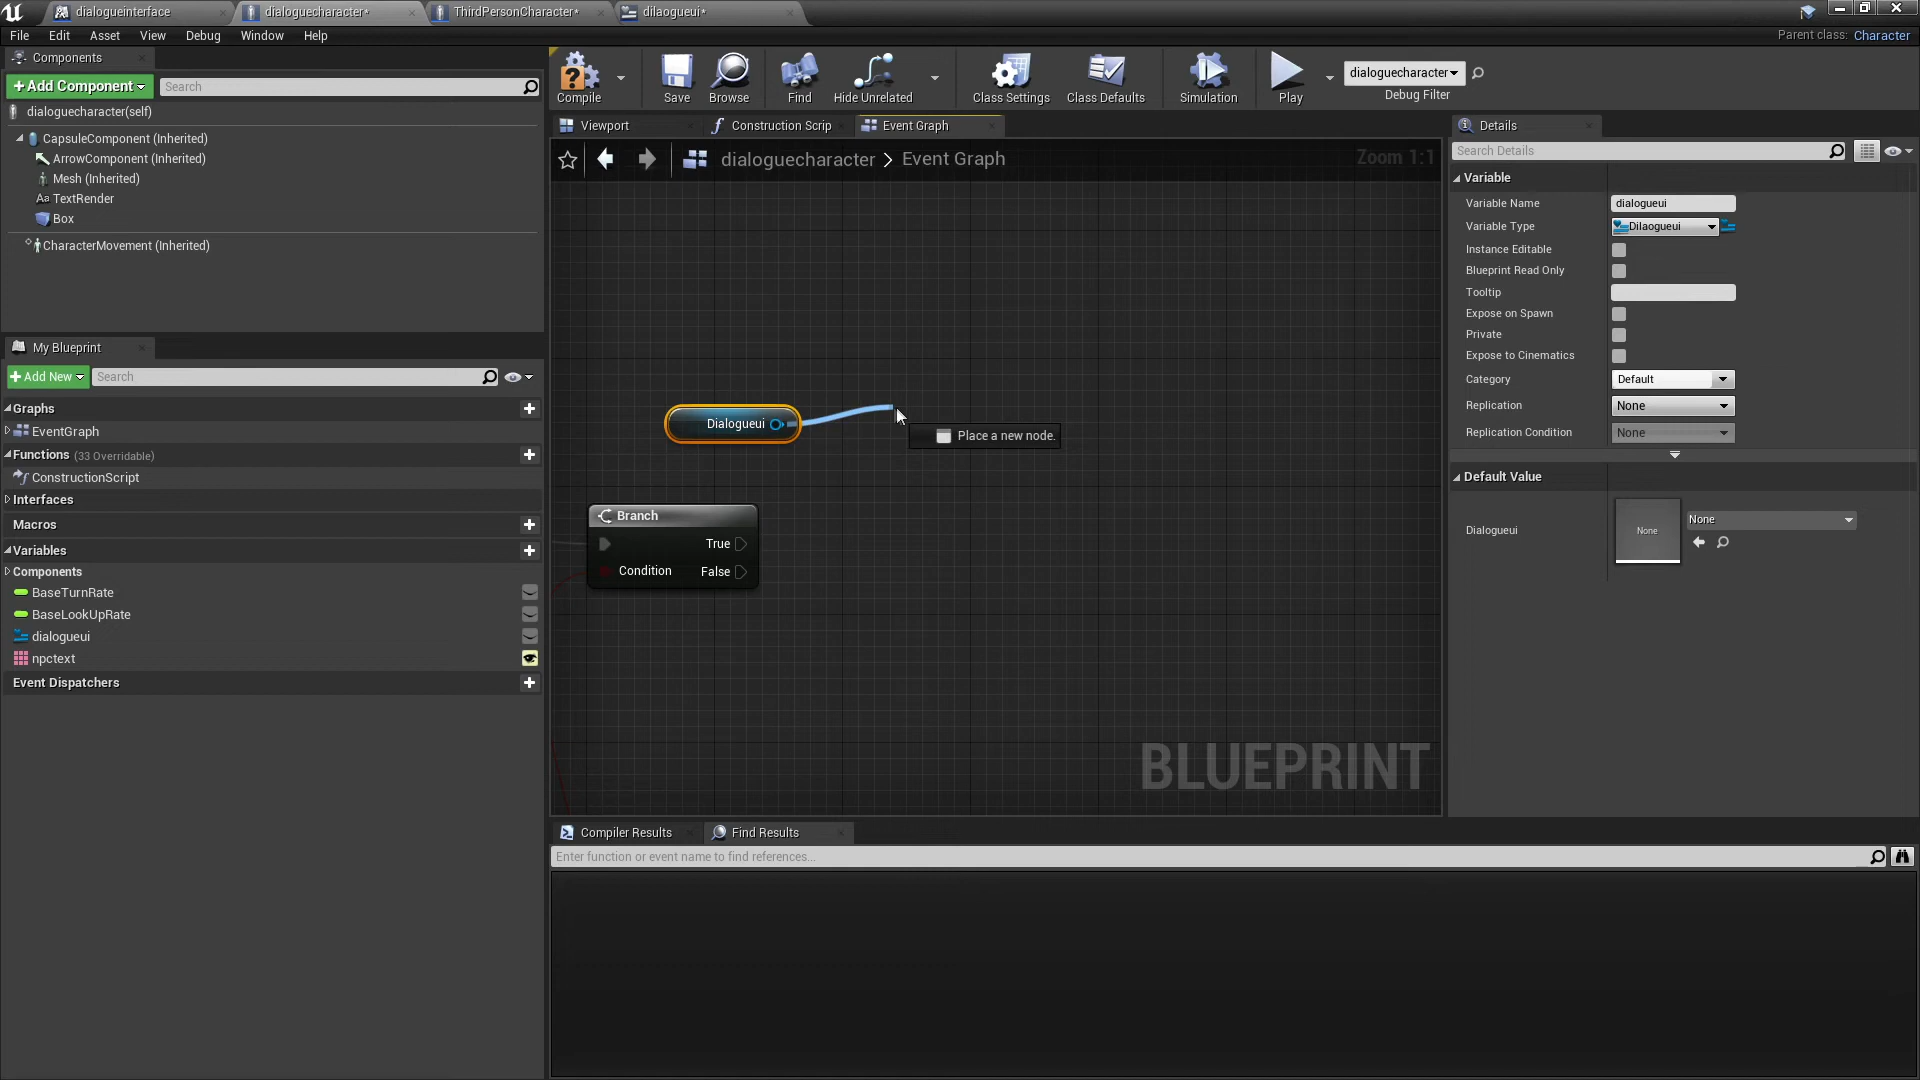 dialogueinterface
dialoguecharacter*
ThirdPersonCharacter*
dilaogueui*
File Edit Asset View Debug Window Help
Parent class: Character
Components
+Add Component
Search
dialoguecharacter(self)
CapsuleComponent (Inherited)
ArrowComponent (Inherited)
Mesh (Inherited)
TextRender
Box
CharacterMovement (Inherited)
My Blueprint
+Add New
Search
Graphs
EventGraph
Functions (33 Overridable)
ConstructionScript
Interfaces
Macros
Variables
Components
BaseTurnRate
BaseLookUpRate
dialogueui
npctext
Event Dispatchers
Compile
Save
Browse
Find
Hide Unrelated
Class Settings
Class Defaults
Simulation
Play
dialoguecharacter
Debug Filter
Viewport
Construction Scrip
Event Graph
dialoguecharacter > Event Graph
Zoom 1:1
Dialogueui
Place a new node.
Branch
True
Condition
False
BLUEPRINT
Compiler Results
Find Results
Enter function or event name to find references...
Details
Search Details
Variable
Variable Name dialogueui
Variable Type Dilaogueui
Instance Editable
Blueprint Read Only
Tooltip
Expose on Spawn
Private
Expose to Cinematics
Category Default
Replication None
Replication Condition None
Default Value
Dialogueui
None
None